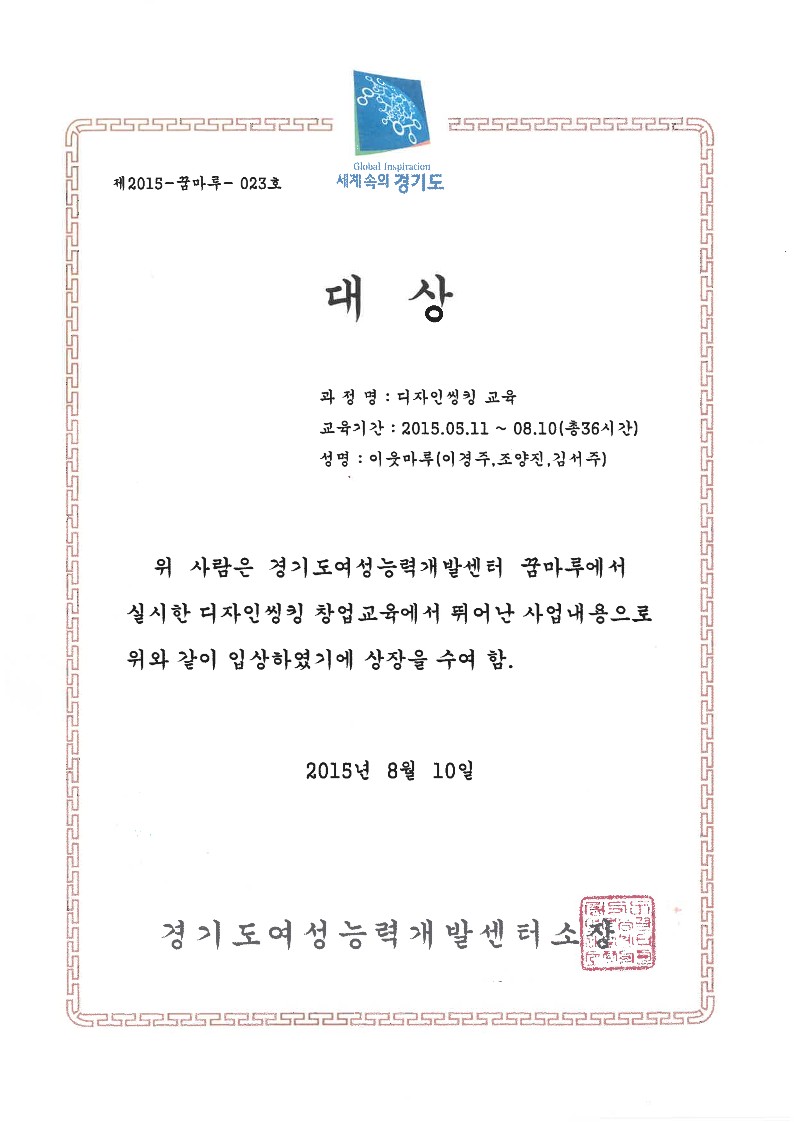 Global Inspiration
세계속의 경기도
제2015-꿈마루- 023호
대 상
과 정 명 : 디자인씽킹 교육
교육기간 : 2015.05.11 ~ 08.10(총36시간)
성명 : 이웃마루(이경주,조양진,김서주)
위 사람은 경기도여성능력개발센터 꿈마루에서
실시한 디자인씽킹 창업교육에서 뛰어난 사업내용으로
위와 같이 입상하였기에 상장을 수여 함.
2015년 8월 10일
경기도여성능력개발센터소장